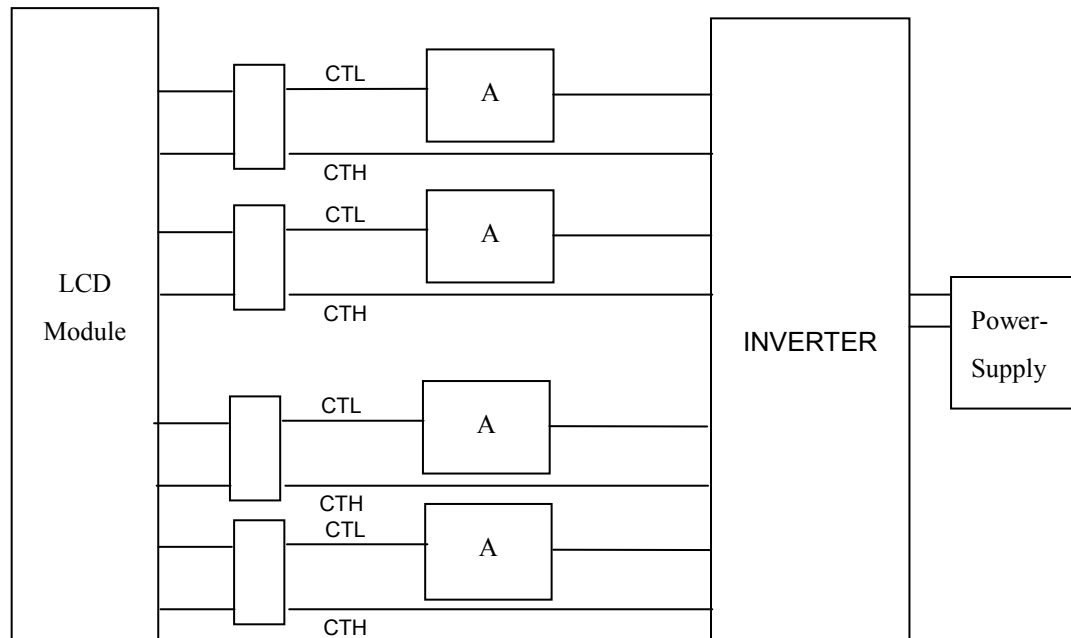 CTL
A
CTH
CTL
A
CTH
LCD
Module
INVERTER
Power-
Supply
CTL
A
CTH
CTL
A
CTH